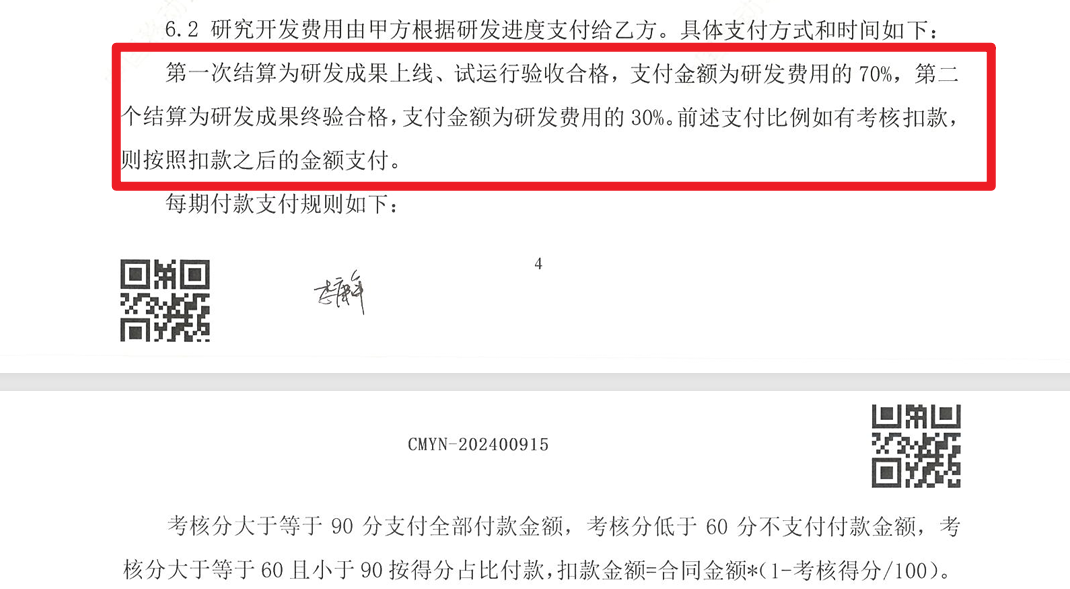 6.2 研究开发费用由甲方根据研发进度支付给乙方。具体支付方式和时间如下:
第一次结算为研发成果上线、试运行验收合格,支付金额为研发费用的 70%,第二
个结算为研发成果终验合格,支付金额为研发费用的 30%。前述支付比例如有考核扣款,
则按照扣款之后的金额支付。
每期付款支付规则如下:
4
CMYN-202400915
考核分大于等于 90 分支付全部付款金额,考核分低于 60 分不支付付款金额,考
核分大于等于 60 且小于 90 按得分占比付款,扣款金额=合同金额*(1-考核得分/100)。